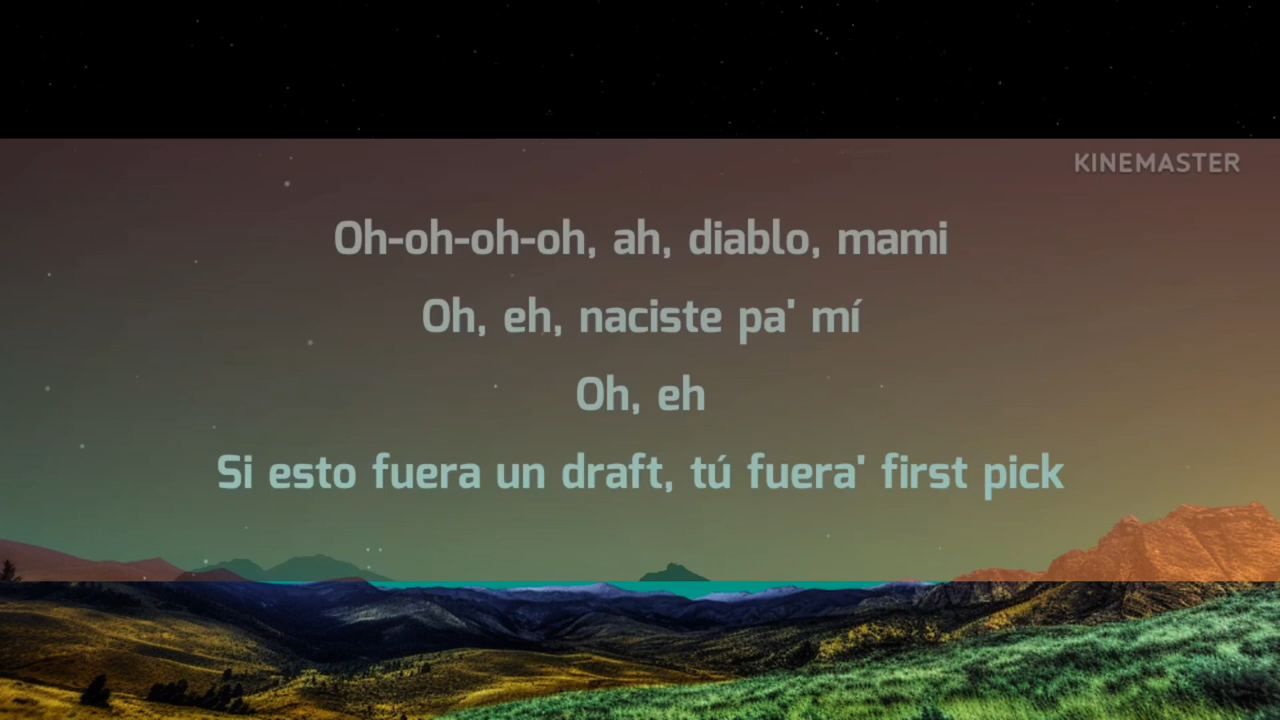 KINEMASTER
Oh-oh-oh-oh, ah, diablo, mami
Oh, eh, naciste pa' mí
Oh, eh
Si esto fuera un draft, tú fuera' first pick